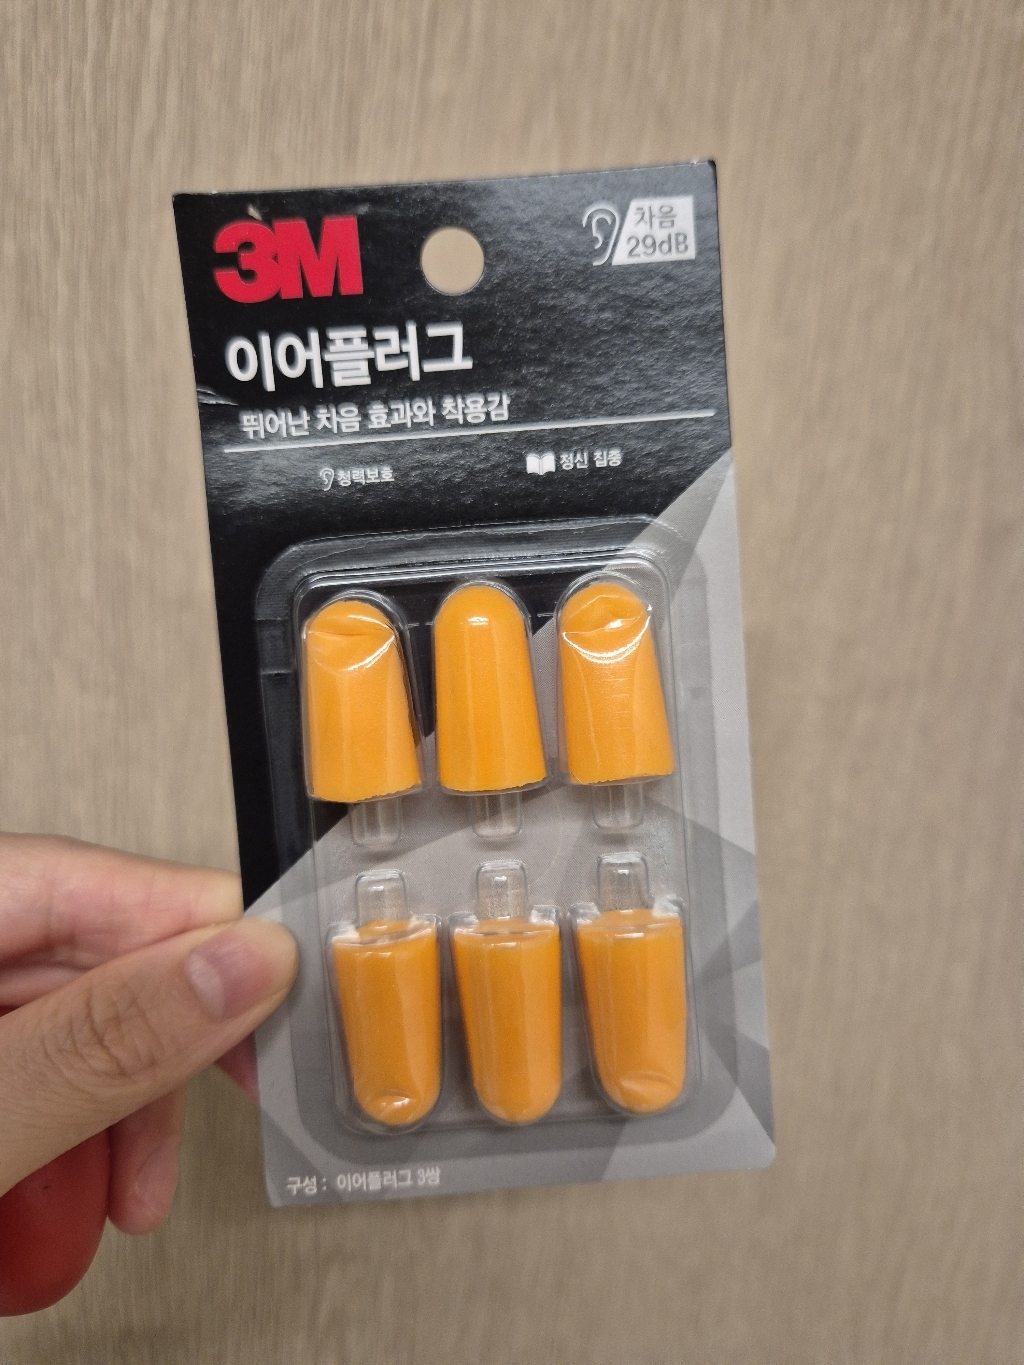 3M
차음
29dB
이어플러그
뛰어난 차음 효과와 착용감
청력보호
정신 집중
구성 : 이어플러그 3쌍